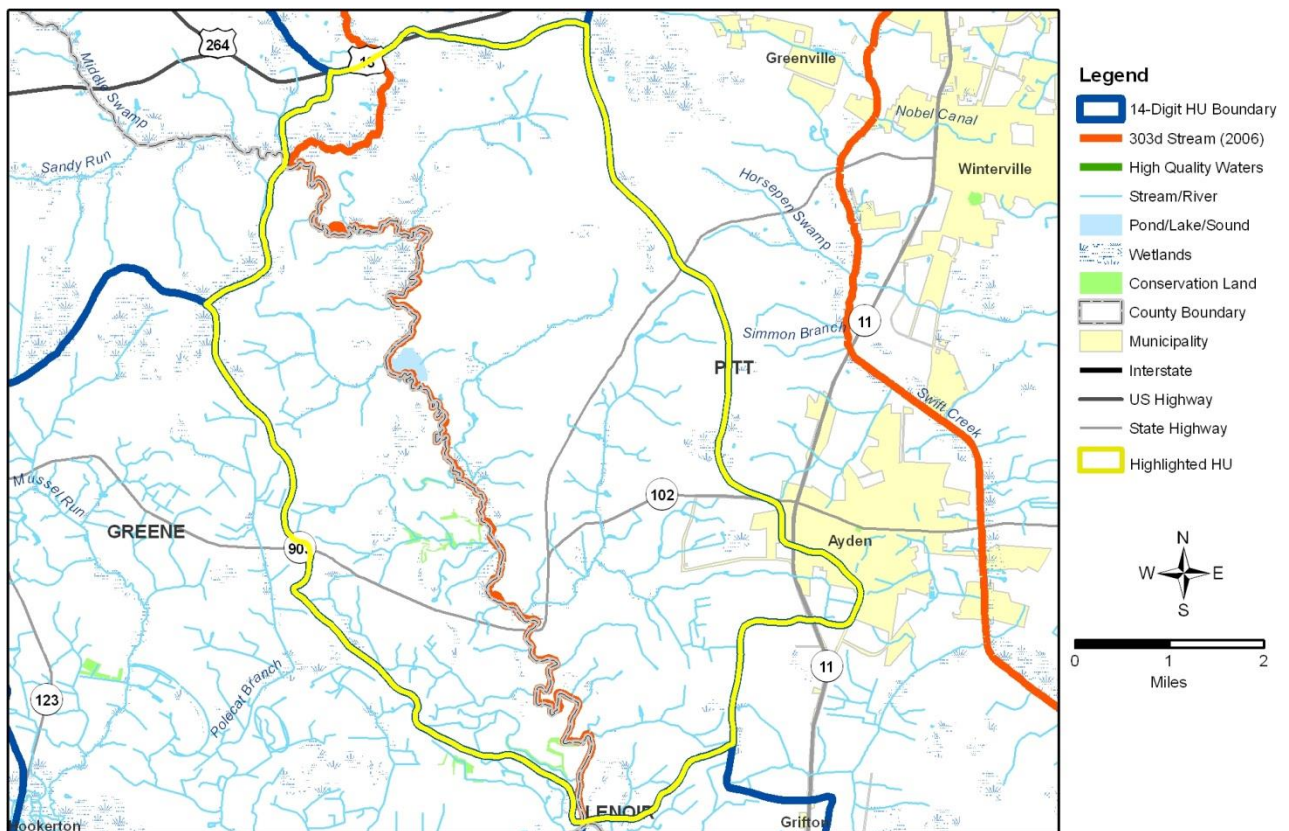 264
13
Middle Swamp
Sandy Run
Greenville
Nobel Canal
Winterville
Horsepen Swamp
Simmon Branch
11
PITT
Swift Creek
Mussel Run
GREENE
903
102
Ayden
11
123
Polecat Branch
LENOIR
Grifton
Legend
14-Digit HU Boundary
303d Stream (2006)
High Quality Waters
Stream/River
Pond/Lake/Sound
Wetlands
Conservation Land
County Boundary
Municipality
Interstate
US Highway
State Highway
Highlighted HU
N
W E
S
0 1 2
Miles